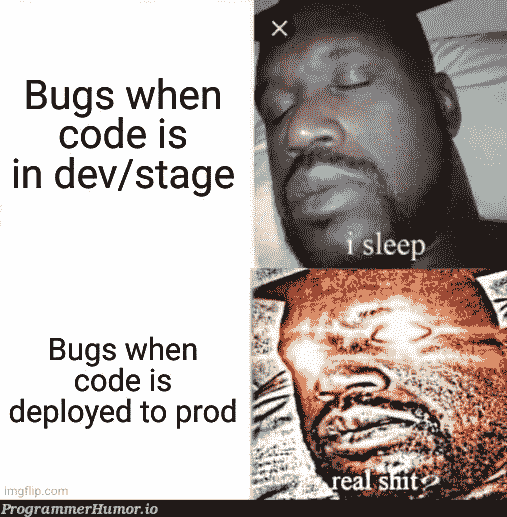 Bugs when
code is
in dev/stage
i sleep
Bugs when
code is
deployed to prod
real shit?
imgflip.com
ProgrammerHumor.io